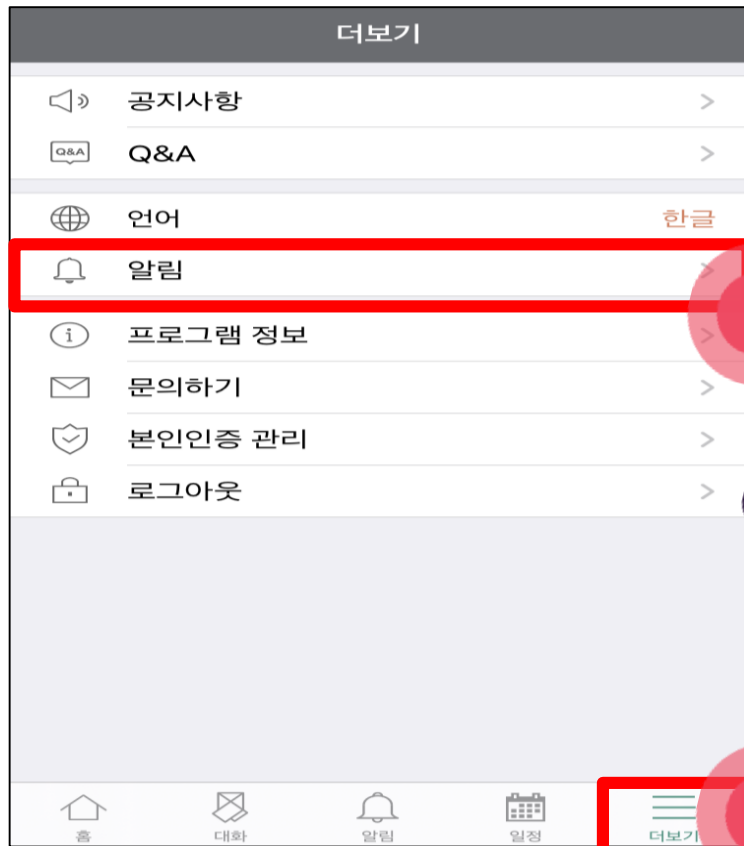 더보기
공지사항
Q&A
Q&A
언어 한글
알림
프로그램 정보
문의하기
본인인증 관리
로그아웃
홈 대화 알림 일정 더보기